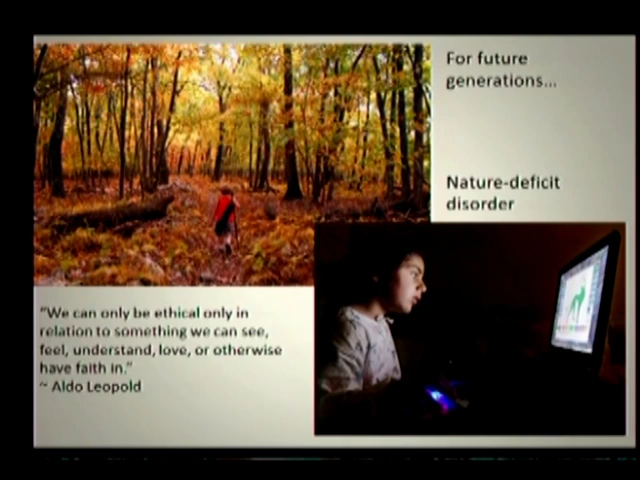 For future
generations...
Nature-deficit
disorder
"We can only be ethical only in
relation to something we can see,
feel, understand, love, or otherwise
have faith in."
~ Aldo Leopold